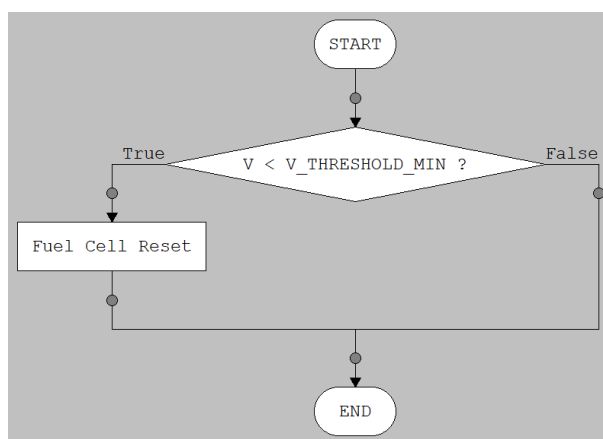 START
True
False
V < V_THRESHOLD_MIN ?
Fuel Cell Reset
END